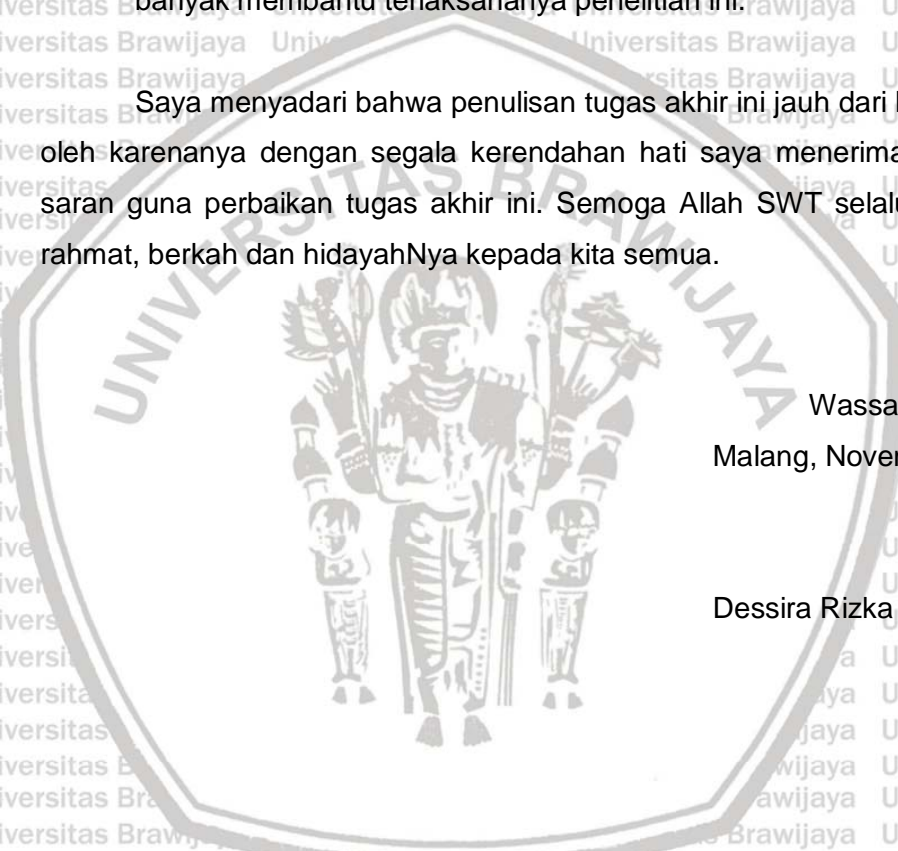 banyak membantu terlaksananya penelitian ini.
Saya menyadari bahwa penulisan tugas akhir ini jauh dari
oleh karenanya dengan segala kerendahan hati saya menerima
saran guna perbaikan tugas akhir ini. Semoga Allah SWT selalu
rahmat, berkah dan hidayahNya kepada kita semua.
UNIVERSITAS BRAWIJAYA
Malang,
Dessira Rizka